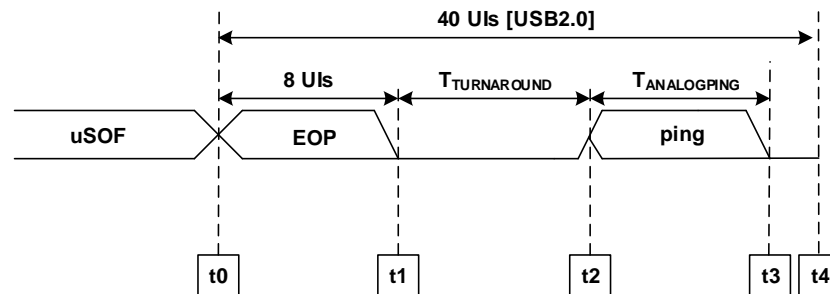 40 UIs [USB2.0]
8 UIs TTURNAROUND TANALOGPING
uSOF EOP ping
t0 t1 t2 t3 t4